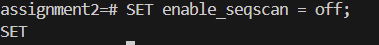 assignment2=# SET enable_seqscan = off;
SET